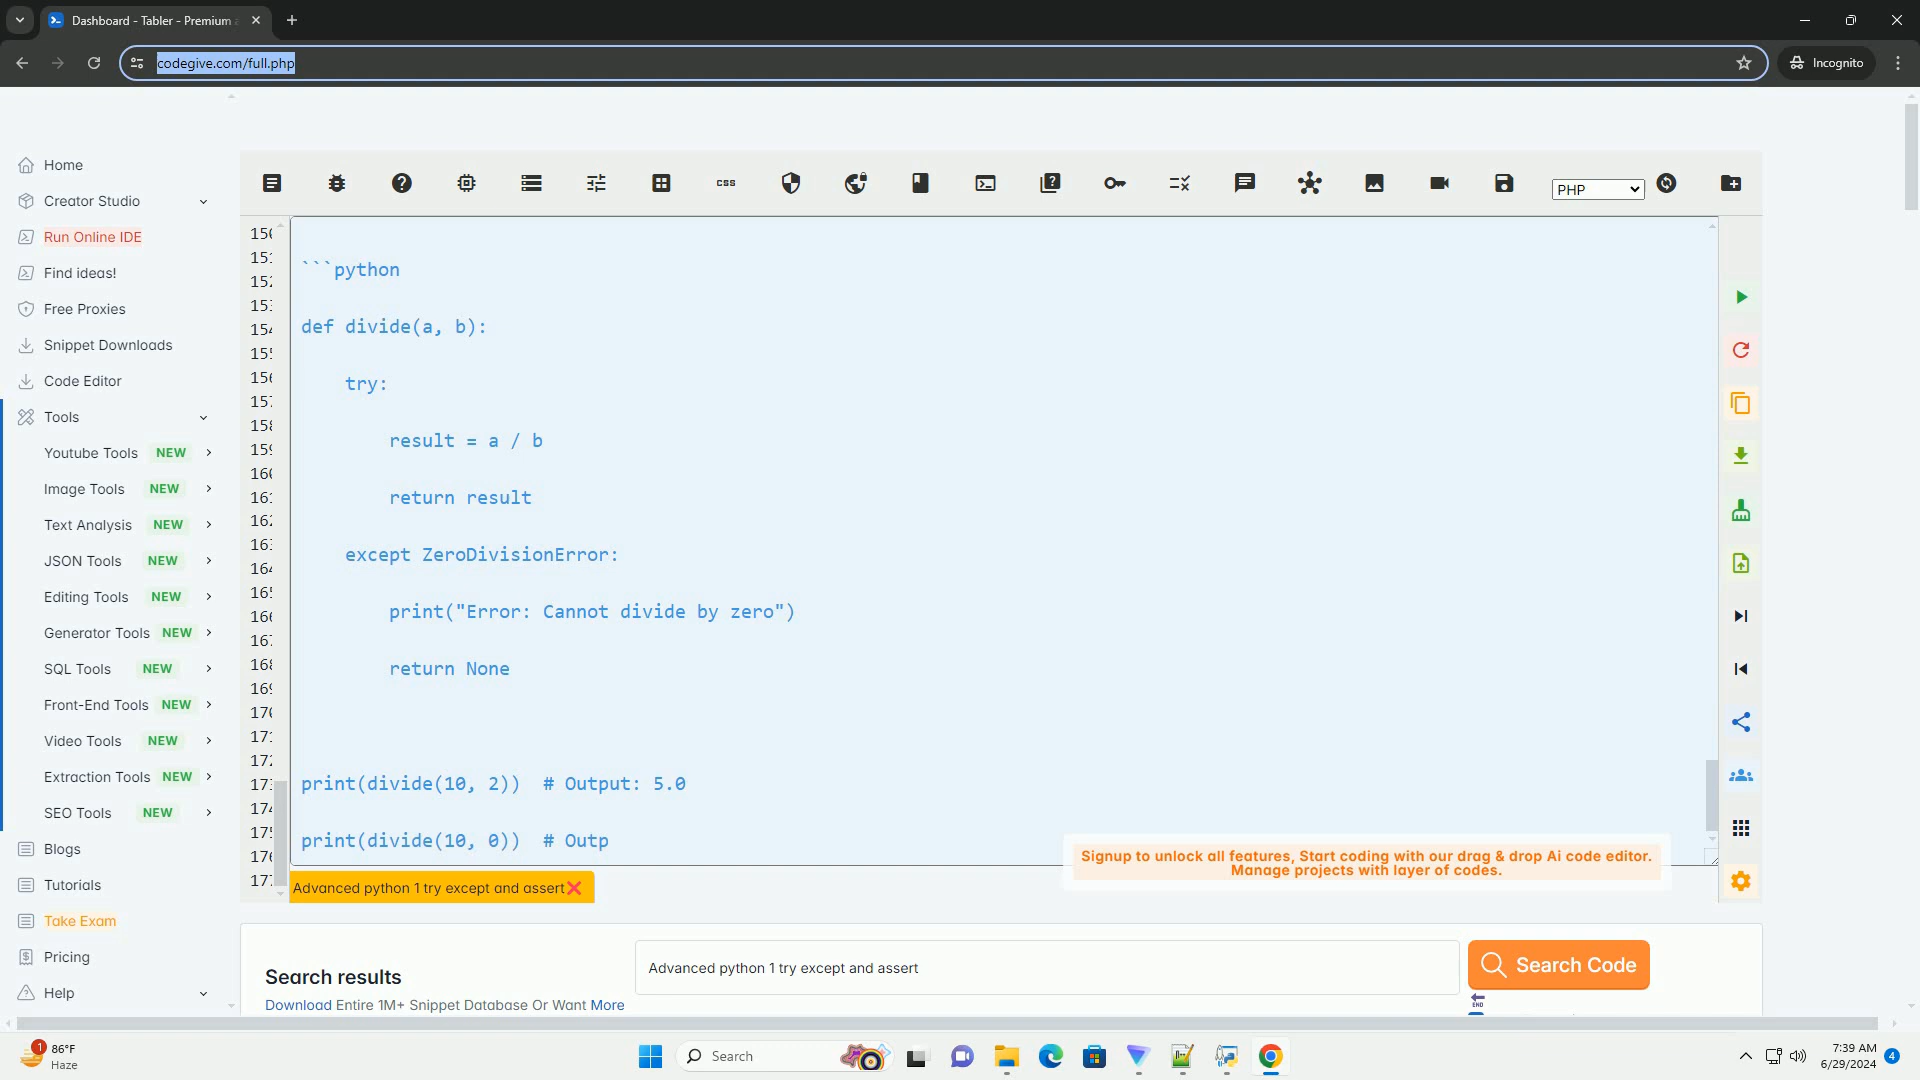 Dashboard - Tabler - Premium
codegive.com/full.php
Incognito
Home
Creator Studio
Run Online IDE
Find ideas!
Free Proxies
Snippet Downloads
Code Editor
Tools
Youtube Tools NEW
Image Tools NEW
Text Analysis NEW
JSON Tools NEW
Editing Tools NEW
Generator Tools NEW
SQL Tools NEW
Front-End Tools NEW
Video Tools NEW
Extraction Tools NEW
SEO Tools NEW
Blogs
Tutorials
Take Exam
Pricing
Help
css
PHP
```python
def divide(a, b):
try:
result = a / b
return result
except ZeroDivisionError:
print("Error: Cannot divide by zero")
return None
print(divide(10, 2))  # Output: 5.0
print(divide(10, 0))  # Outp
Signup to unlock all features, Start coding with our drag & drop Ai code editor.
Manage projects with layer of codes.
Advanced python 1 try except and assert
Search results
Download Entire 1M+ Snippet Database Or Want More
Advanced python 1 try except and assert
Search Code
END
1
86°F
Haze
Search
7:39 AM
6/29/2024
4